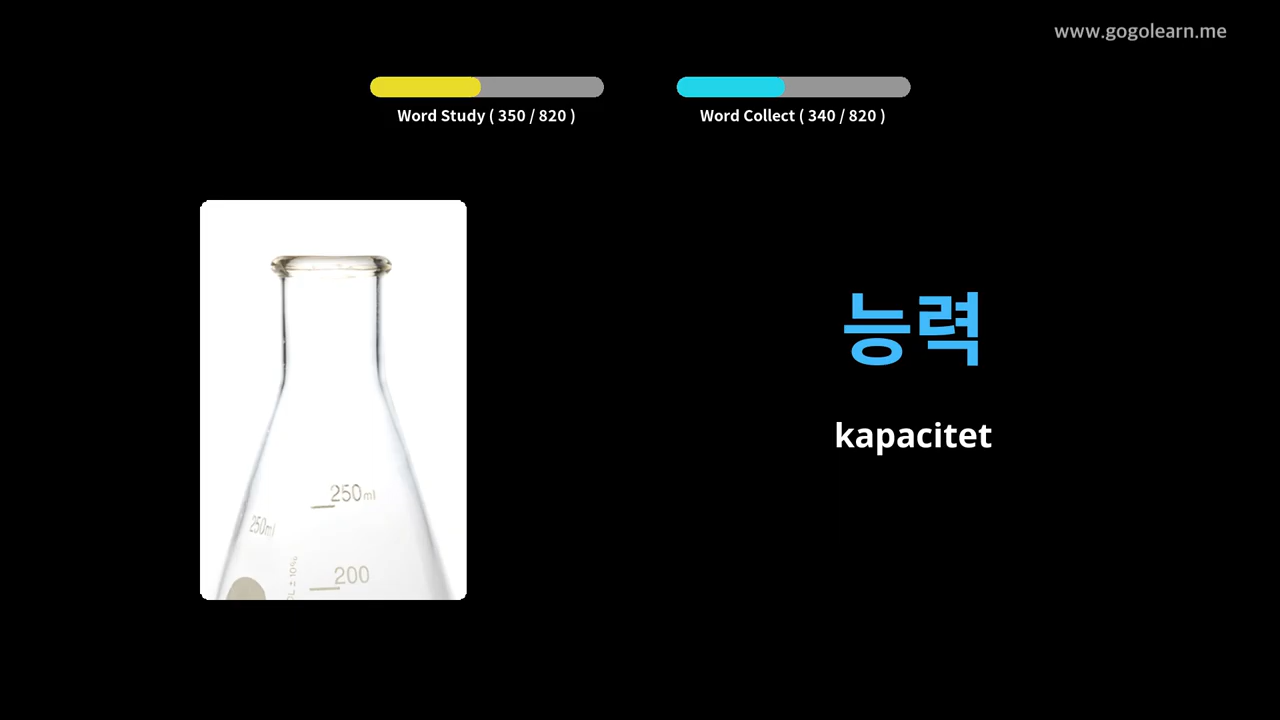 www.gogolearn.me
Word Study ( 350 / 820 )
Word Collect ( 340 / 820 )
능력
kapacitet
250ml
250ml
200